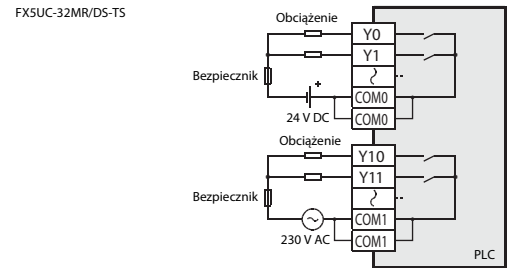 FX5UC-32MR/DS-TS
Obciążenie
Y0
Y1
Bezpiecznik
+
COM0
24 V DC
COM0
Obciążenie
Y10
Y11
Bezpiecznik
COM1
230 V AC
COM1
PLC